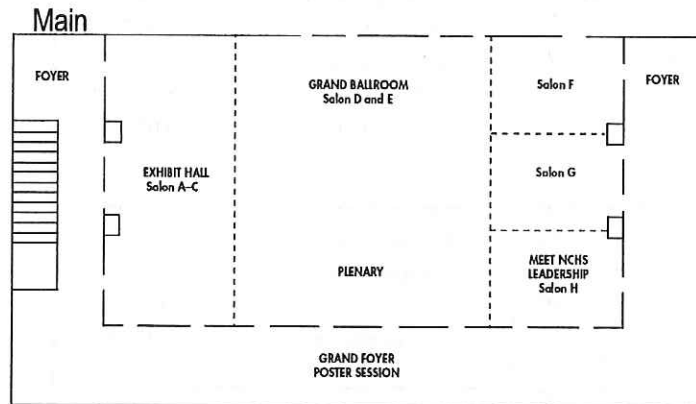 Main
FOYER
GRAND BALLROOM
Salon D and E
Salon F
FOYER
EXHIBIT HALL
Salon A–C
Salon G
PLENARY
MEET NCHS
LEADERSHIP
Salon H
GRAND FOYER
POSTER SESSION